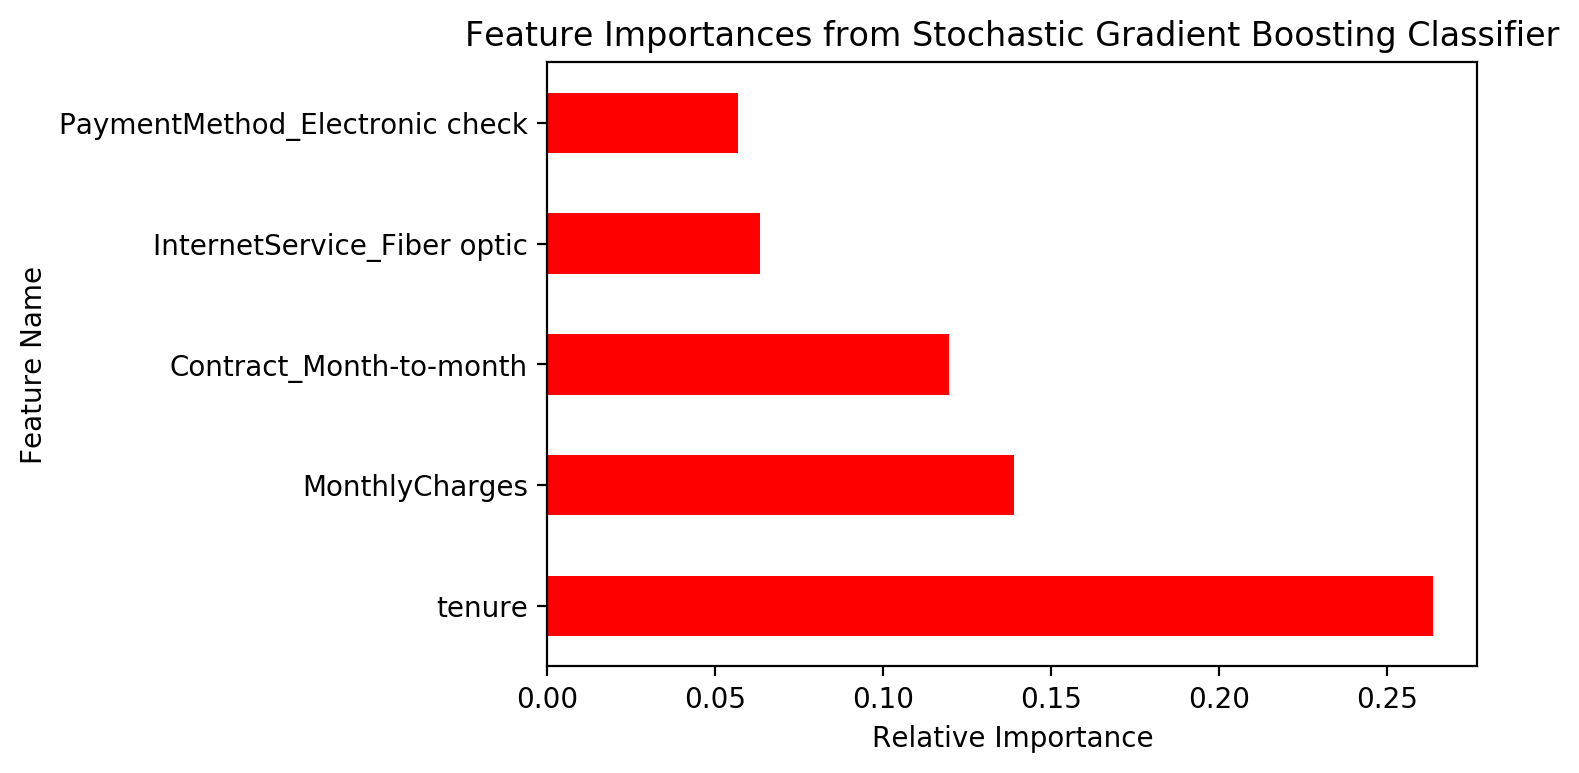 Feature Importances from Stochastic Gradient Boosting Classifier
PaymentMethod_Electronic check
InternetService_Fiber optic
Contract_Month-to-month
MonthlyCharges
tenure
Feature Name
0.00 0.05 0.10 0.15 0.20 0.25
Relative Importance